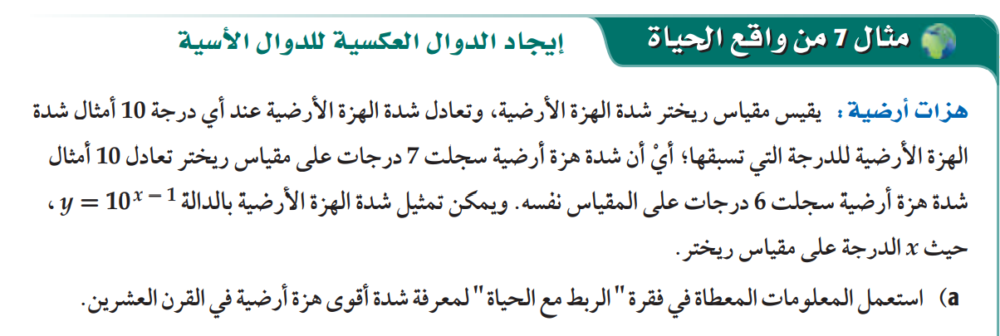 مثال 7 من واقع الحياة
إيجاد الدوال العكسية للدوال الأسية
هزات أرضية: يقيس مقياس ريختر شدة الهزة الأرضية، وتعادل شدة الهزة الأرضية عند أي درجة 10 أمثال شدة
الهزة الأرضية للدرجة التي تسبقها؛ أيْ أن شدة هزة أرضية سجلت 7 درجات على مقياس ريختر تعادل 10 أمثال
شدة هزة أرضية سجلت 6 درجات على المقياس نفسه. ويمكن تمثيل شدة الهزة الأرضية بالدالة y = 10^{x − 1} ،
حيث x الدرجة على مقياس ريختر.
a) استعمل المعلومات المعطاة في فقرة "الربط مع الحياة" لمعرفة شدة أقوى هزة أرضية في القرن العشرين.